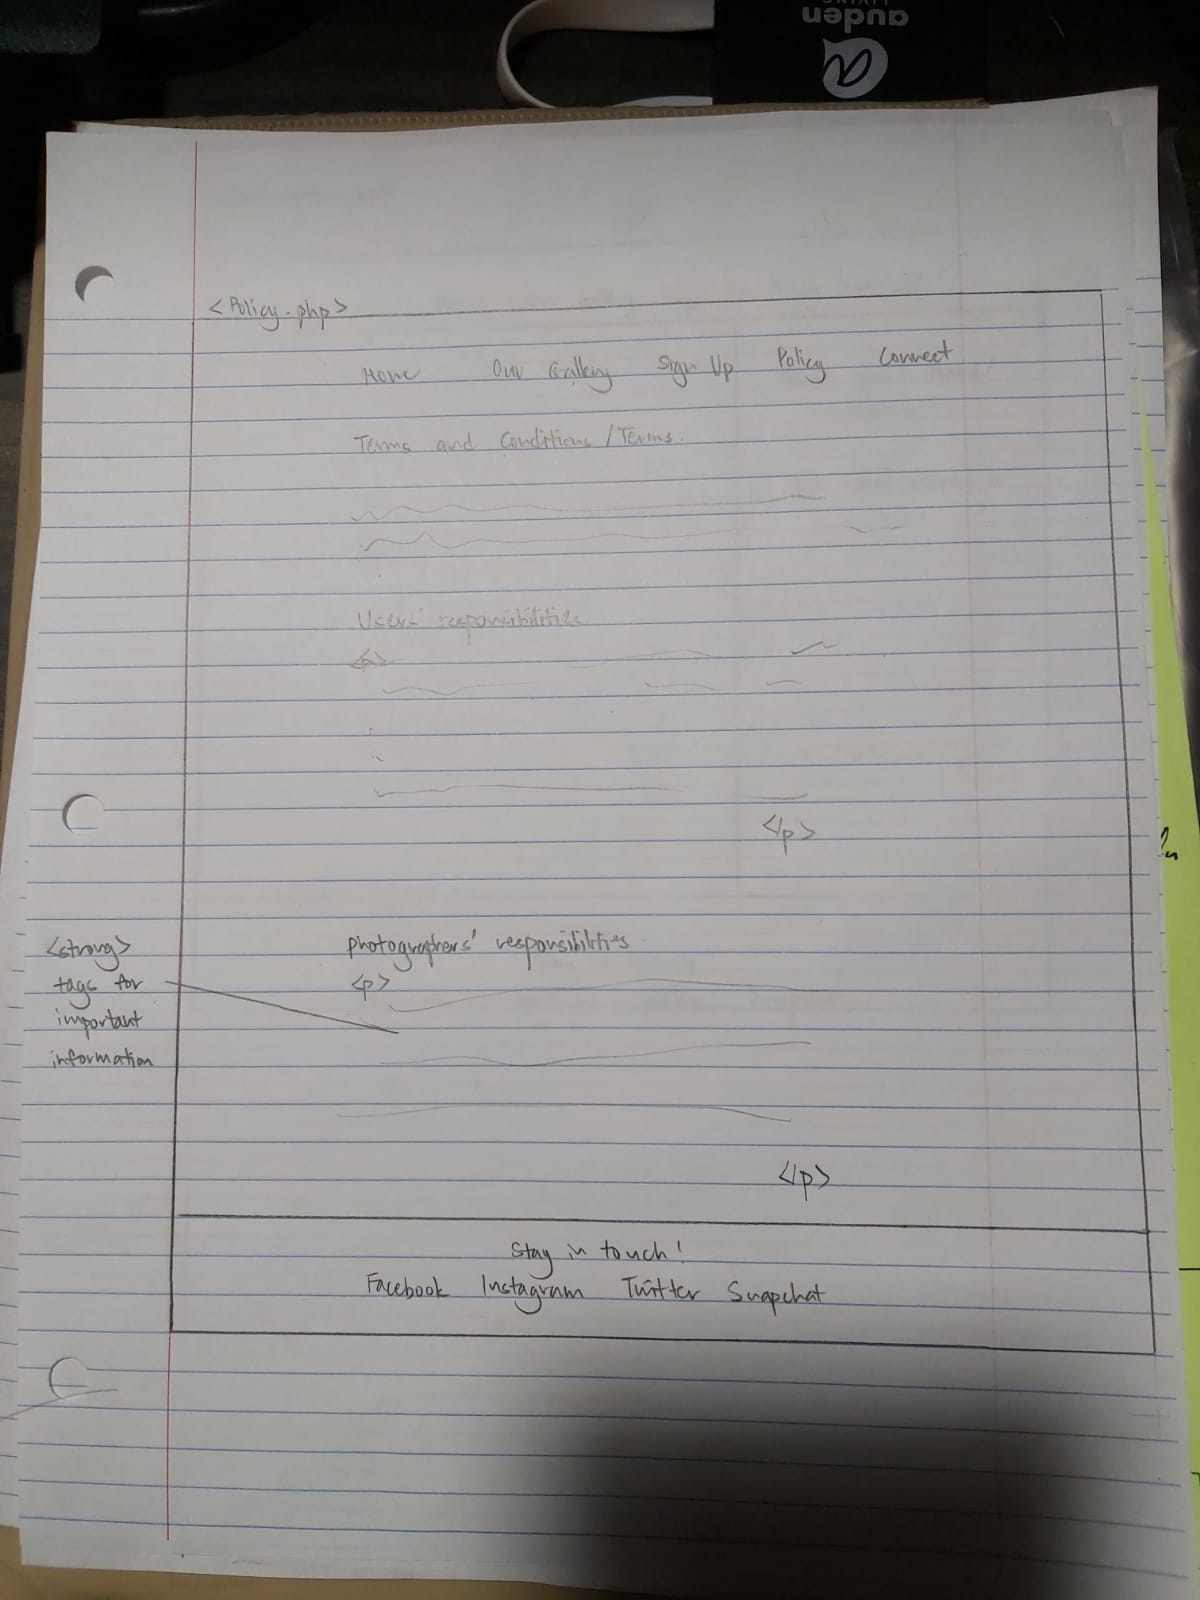 auden
LIVING
<Policy.php>
Home Our Gallery Sign Up Policy Connect
Terms and Conditions / Terms.
Users' responsibilities
<p>
</p>
<strong>
tags for
important
information
photographers' responsibilities
<p>
</p>
Stay in touch!
Facebook Instagram Twitter Snapchat